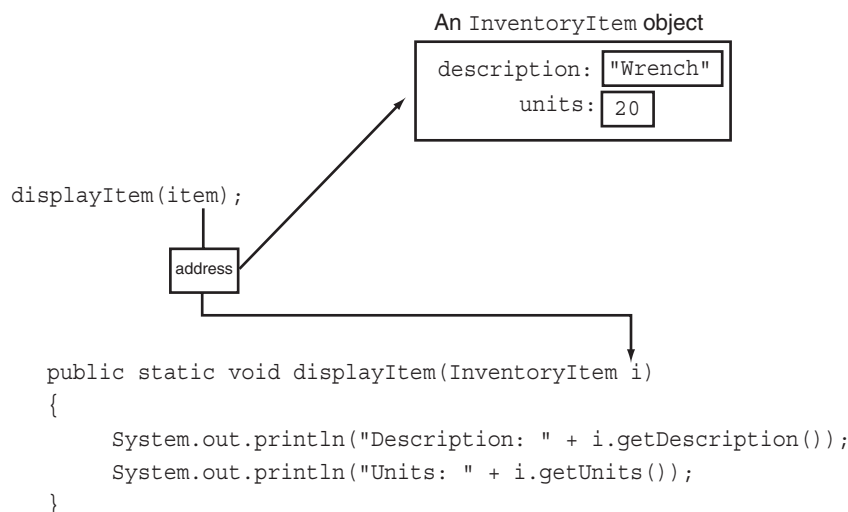 An InventoryItem object
description: "Wrench"
units: 20
displayItem(item);
address
public static void displayItem(InventoryItem i)
{
System.out.println("Description: " + i.getDescription());
System.out.println("Units: " + i.getUnits());
}